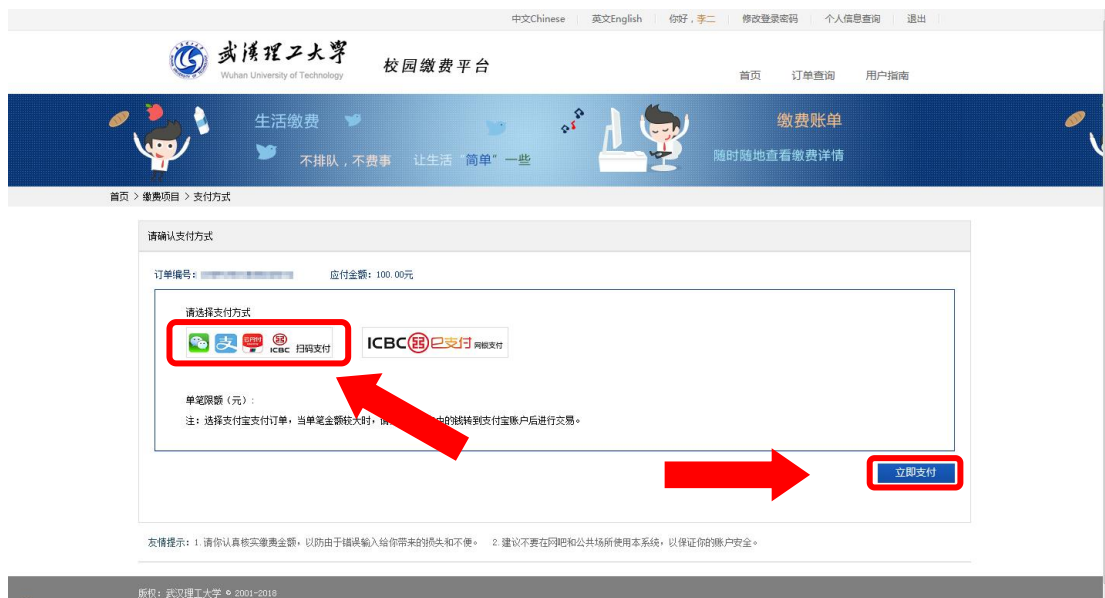 中文Chinese 英文English 你好，李二 修改登录密码 个人信息查询 退出
武汉理工大学 校园缴费平台
Wuhan University of Technology
首页 订单查询 用户指南
生活缴费 缴费账单
不排队，不费事 让生活“简单”一些 随时随地查看缴费详情
首页 > 缴费项目 > 支付方式
请确认支付方式
订单编号： 应付金额：100.00元
请选择支付方式
支 ICBC 扫码支付 ICBC e支付 网银支付
单笔限额（元）:
注：选择支付宝支付订单，当单笔金额较大时， 的钱转到支付宝账户后进行交易。
立即支付
友情提示：1.请你认真核实缴费金额，以防由于错误输入给你带来的损失和不便。 2.建议不要在网吧和公共场所使用本系统，以保证你的账户安全。
版权：武汉理工大学 © 2001-2018